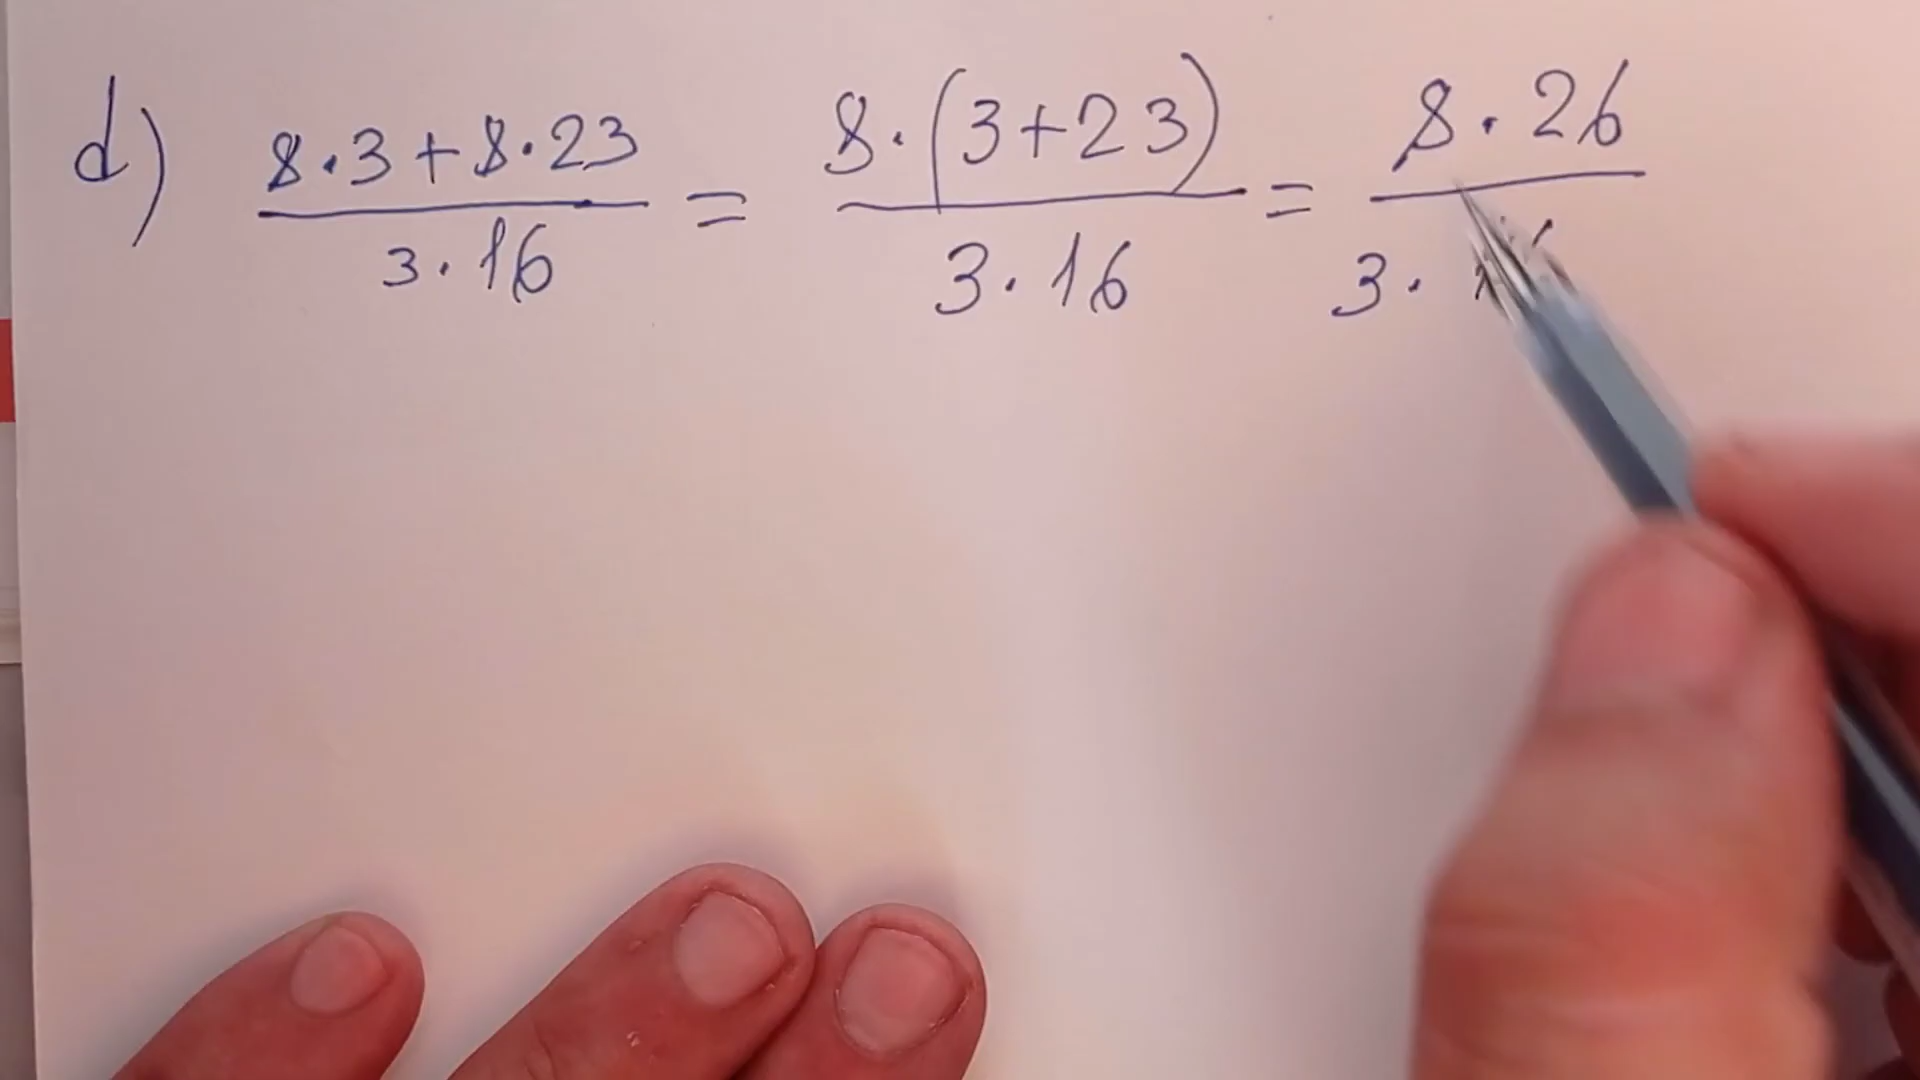 d) (8·3+8·23)/(3·16) = (8·(3+23))/(3·16) = (8·26)/(3·